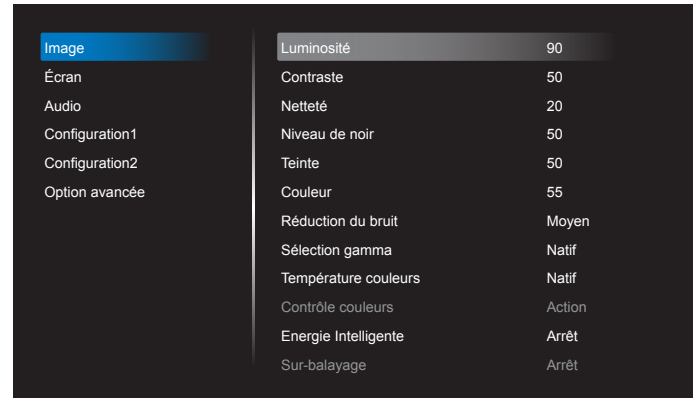 Image
Écran
Audio
Configuration1
Configuration2
Option avancée
Luminosité 90
Contraste 50
Netteté 20
Niveau de noir 50
Teinte 50
Couleur 55
Réduction du bruit Moyen
Sélection gamma Natif
Température couleurs Natif
Contrôle couleurs Action
Energie Intelligente Arrêt
Sur-balayage Arrêt